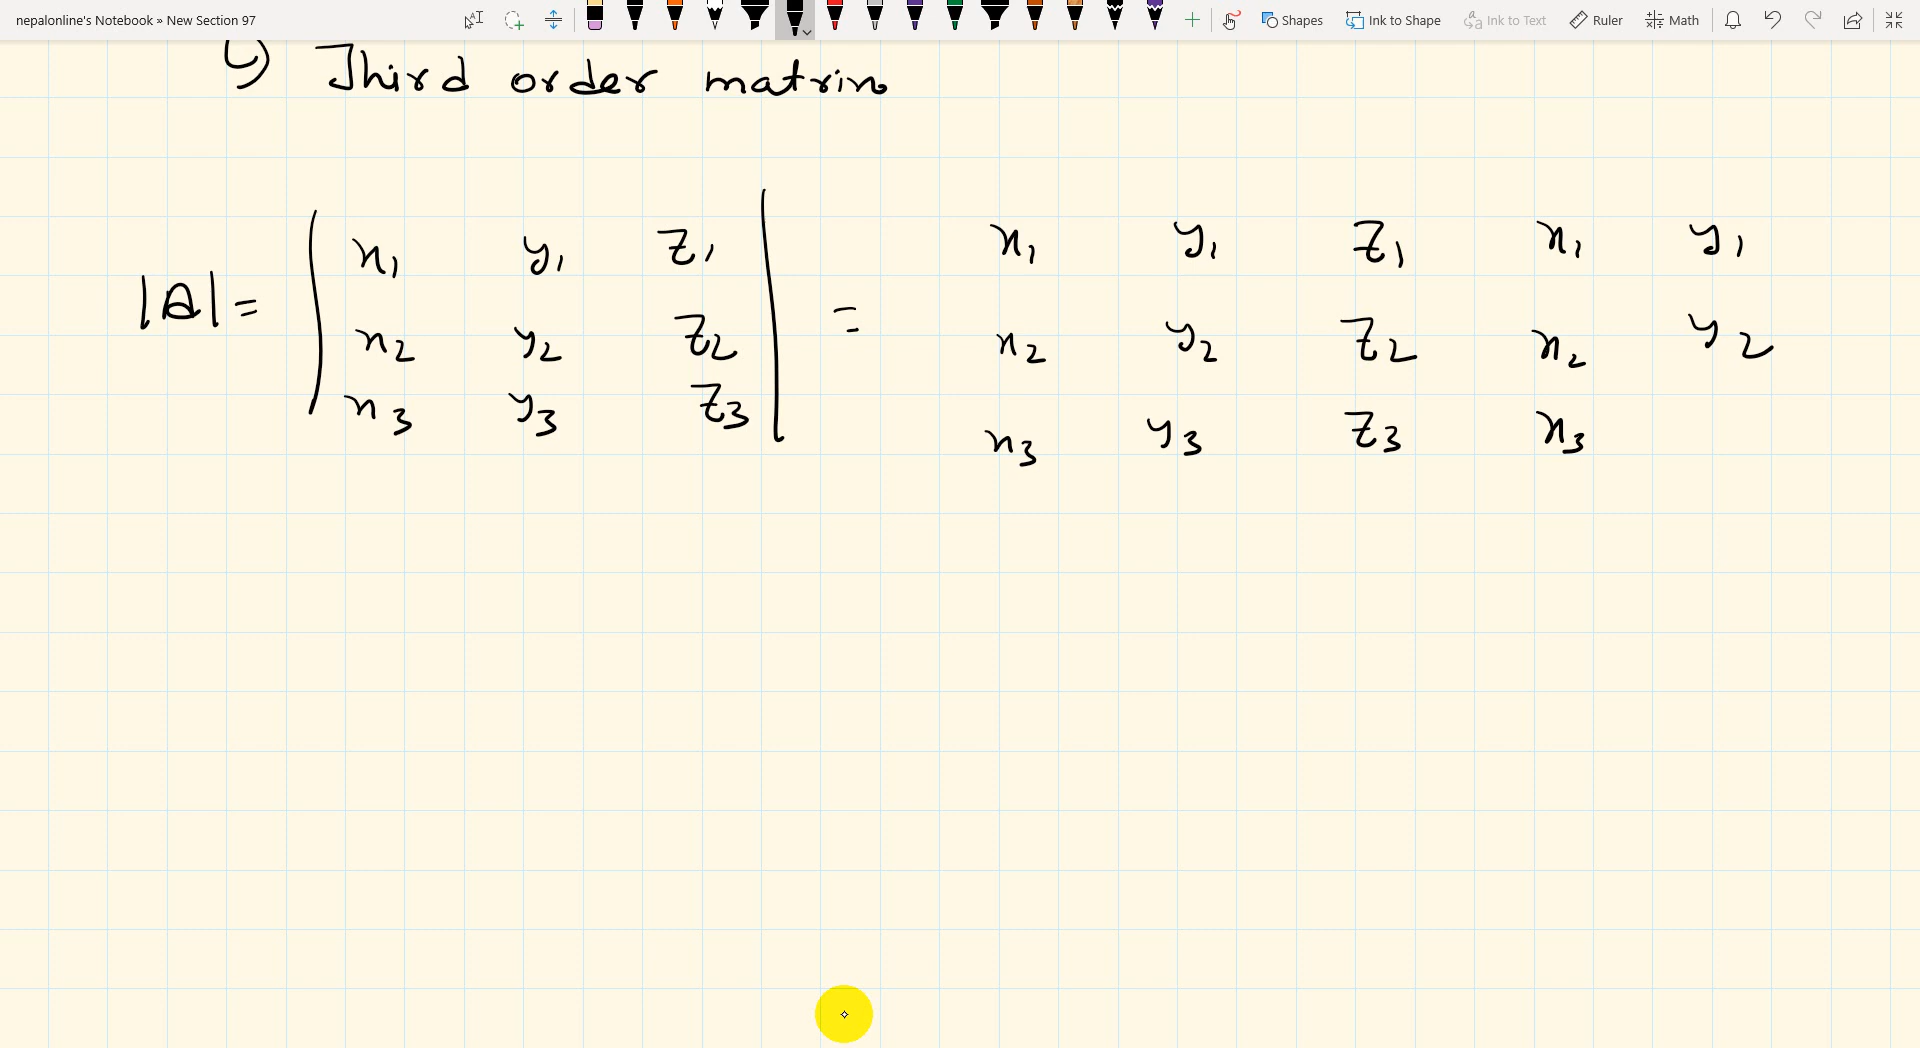 nepalonline's Notebook » New Section 97
Shapes Ink to Shape Ink to Text Ruler Math
↳) Third order matrix
|A| = | x₁ y₁ z₁ | = x₁ y₁ z₁ x₁ y₁
x₂ y₂ z₂ x₂ y₂ z₂ x₂ y₂
x₃ y₃ z₃ x₃ y₃ z₃ x₃